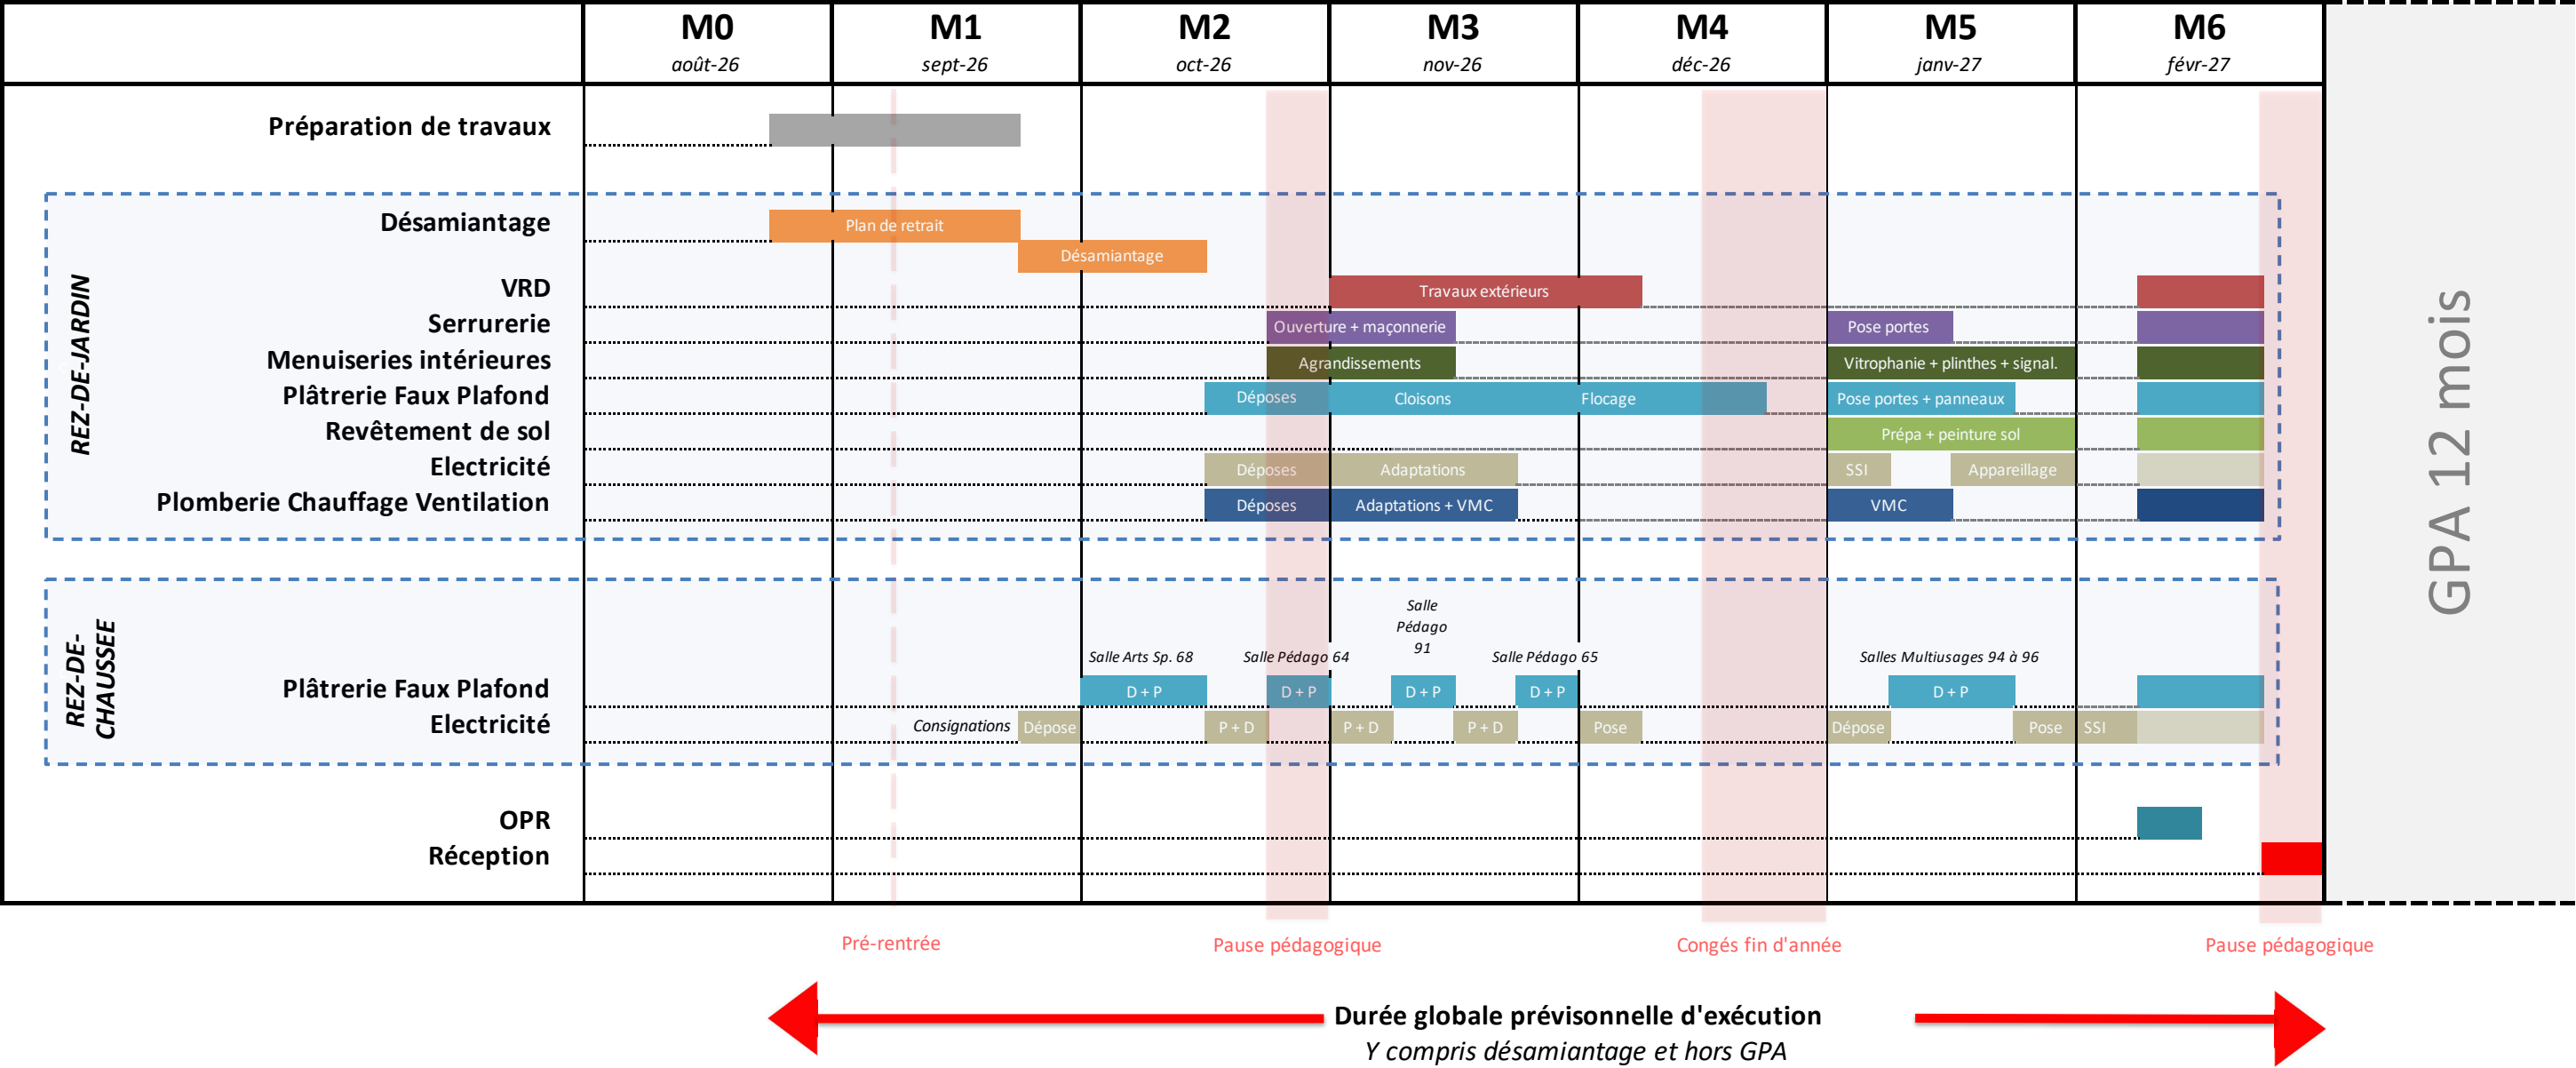 M0 M1 M2 M3 M4 M5 M6
août-26 sept-26 oct-26 nov-26 déc-26 janv-27 févr-27
Préparation de travaux
REZ-DE-JARDIN
Désamiantage Plan de retrait
Désamiantage
VRD Travaux extérieurs
Serrurerie Ouverture + maçonnerie Pose portes
Menuiseries intérieures Agrandissements Vitrophanie + plinthes + signal.
Plâtrerie Faux Plafond Déposes Cloisons Flocage Pose portes + panneaux
Revêtement de sol Prépa + peinture sol
Electricité Déposes Adaptations SSI Appareillage
Plomberie Chauffage Ventilation Déposes Adaptations + VMC VMC
GPA 12 mois
REZ-DE-
CHAUSSEE
Salle
Pédago
91
Salle Arts Sp. 68 Salle Pédago 64 Salle Pédago 65 Salles Multiusages 94 à 96
Plâtrerie Faux Plafond D + P D + P D + P D + P D + P
Electricité Consignations Dépose P + D P + D P + D Pose Dépose Pose SSI
OPR
Réception
Pré-rentrée Pause pédagogique Congés fin d'année Pause pédagogique
Durée globale prévisonnelle d'exécution
Y compris désamiantage et hors GPA